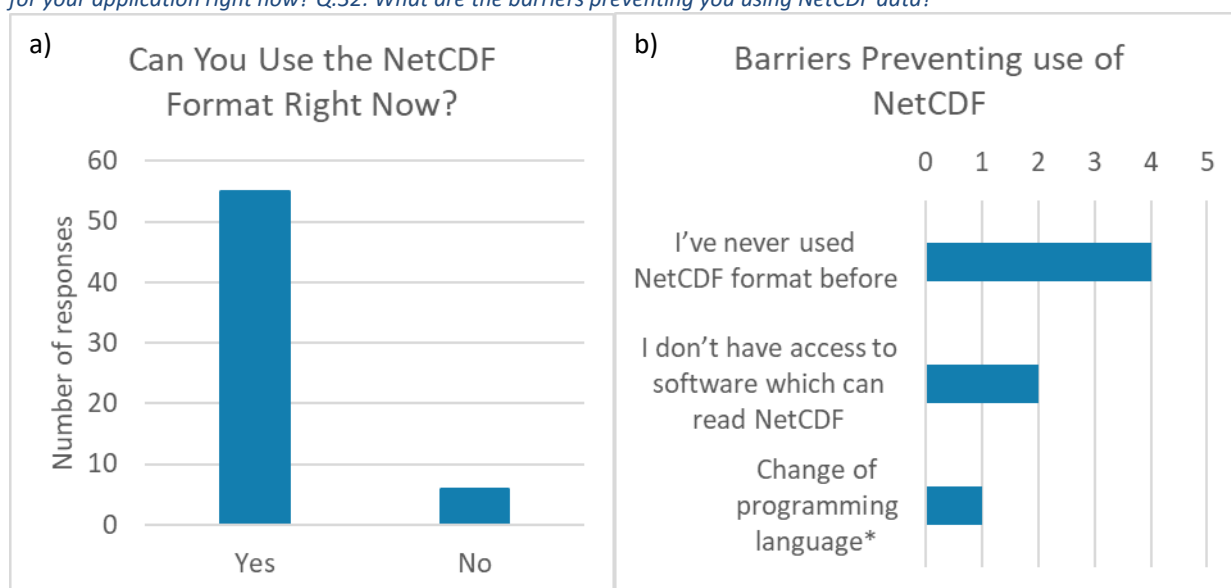 for your application right now? Q.32: What are the barriers preventing you using NetCDF data?
a)
Can You Use the NetCDF
Format Right Now?
Number of responses
60
50
40
30
20
10
0
Yes
No
b)
Barriers Preventing use of
NetCDF
0 1 2 3 4 5
I've never used
NetCDF format before
I don't have access to
software which can
read NetCDF
Change of
programming
language*